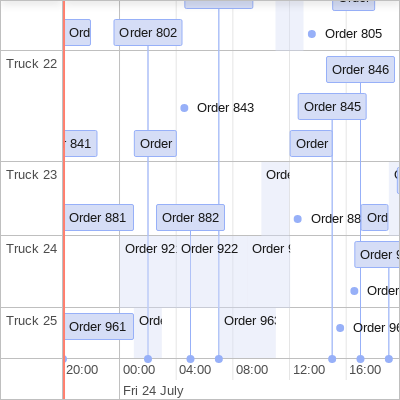 Ord Order 802 Order 805
Truck 22 Order 846
Order 843 Order 845
841 Order Order
Truck 23 Orde
Order 881 Order 882 Order 88 Ord
Truck 24 Order 92 Order 922 Order 9 Order 9
Order
Truck 25 Order 961 Orde Order 96 Order 96
20:00 00:00 04:00 08:00 12:00 16:00
Fri 24 July